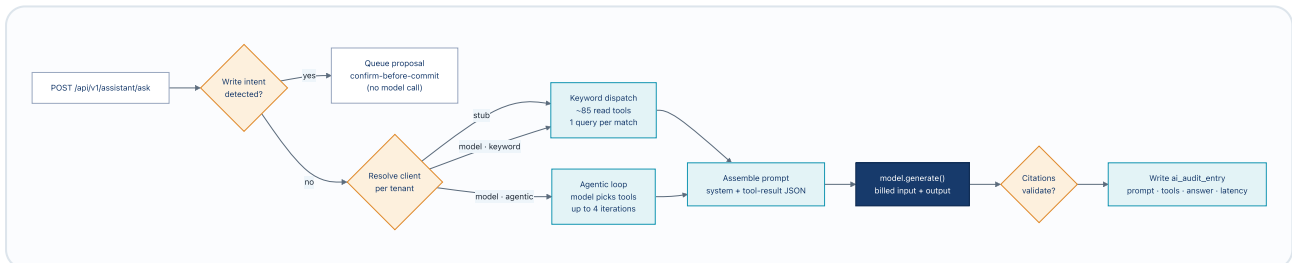 POST /api/v1/assistant/ask
Write intent
detected?
yes
Queue proposal
confirm-before-commit
(no model call)
no
Resolve client
per tenant
stub
model · keyword
model · agentic
Keyword dispatch
~85 read tools
1 query per match
Agentic loop
model picks tools
up to 4 iterations
Assemble prompt
system + tool-result JSON
model.generate()
billed input + output
Citations
validate?
Write ai_audit_entry
prompt · tools · answer · latency